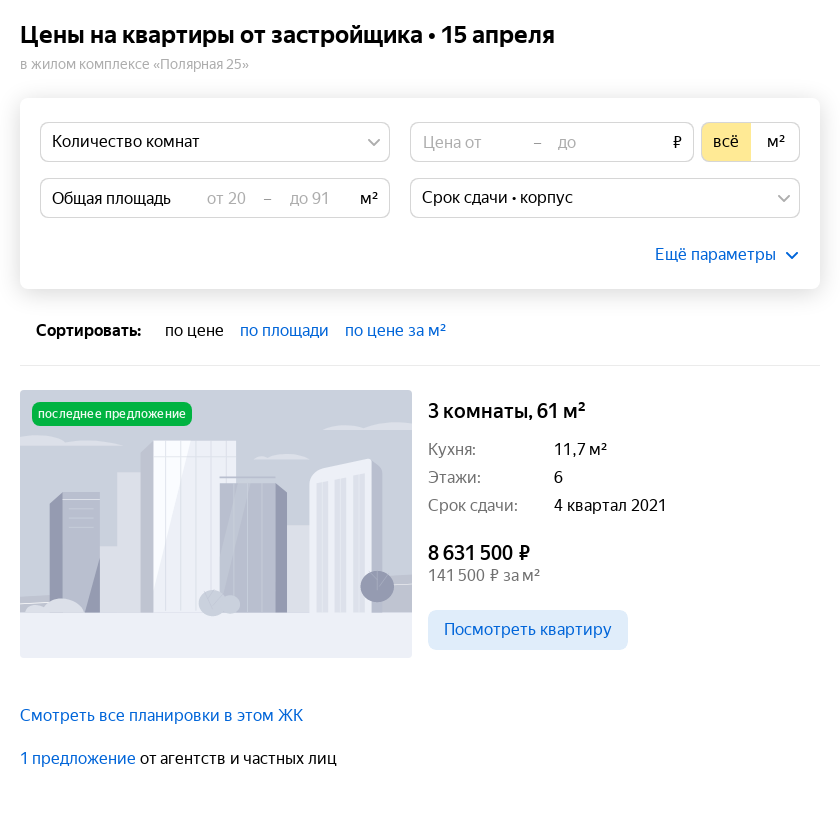 Цены на квартиры от застройщика • 15 апреля
в жилом комплексе «Полярная 25»
Количество комнат
Цена от – до ₽ всё м²
Общая площадь от 20 – до 91 м²
Срок сдачи • корпус
Ещё параметры
Сортировать: по цене по площади по цене за м²
последнее предложение
3 комнаты, 61 м²
Кухня: 11,7 м²
Этажи: 6
Срок сдачи: 4 квартал 2021
8 631 500 ₽
141 500 ₽ за м²
Посмотреть квартиру
Смотреть все планировки в этом ЖК
1 предложение от агентств и частных лиц